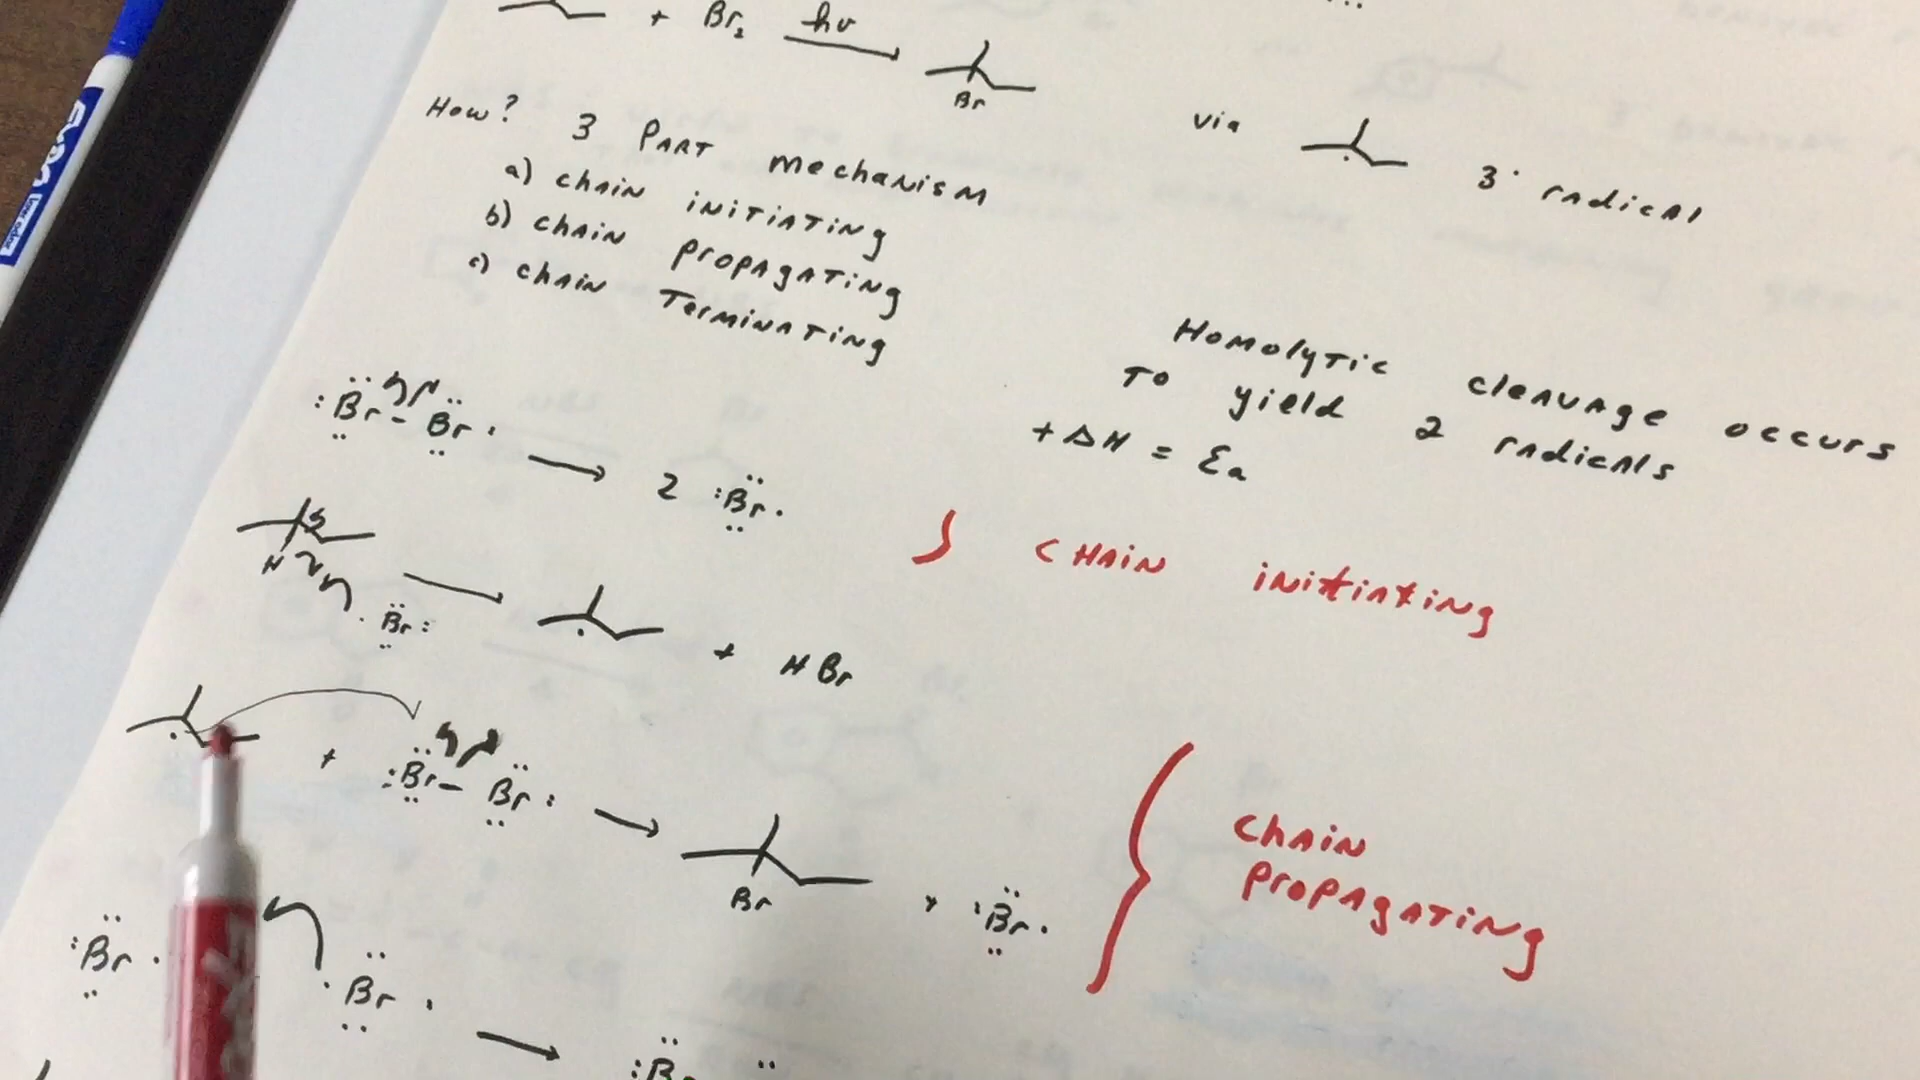 + Br₂ hν
Br
How? 3 PART mechanism
via 3° radical
a) chain initiating
b) chain propagating
c) chain Terminating
Homolytic cleavage occurs
To yield 2 radicals
+ΔH = Ea
:Br-Br· → 2 :Br·
CHAIN initiating
H ·Br: → + HBr
+ :Br-Br: →
Br + :Br·
chain
propagating
:Br· ·Br· →
:Br
EXPO